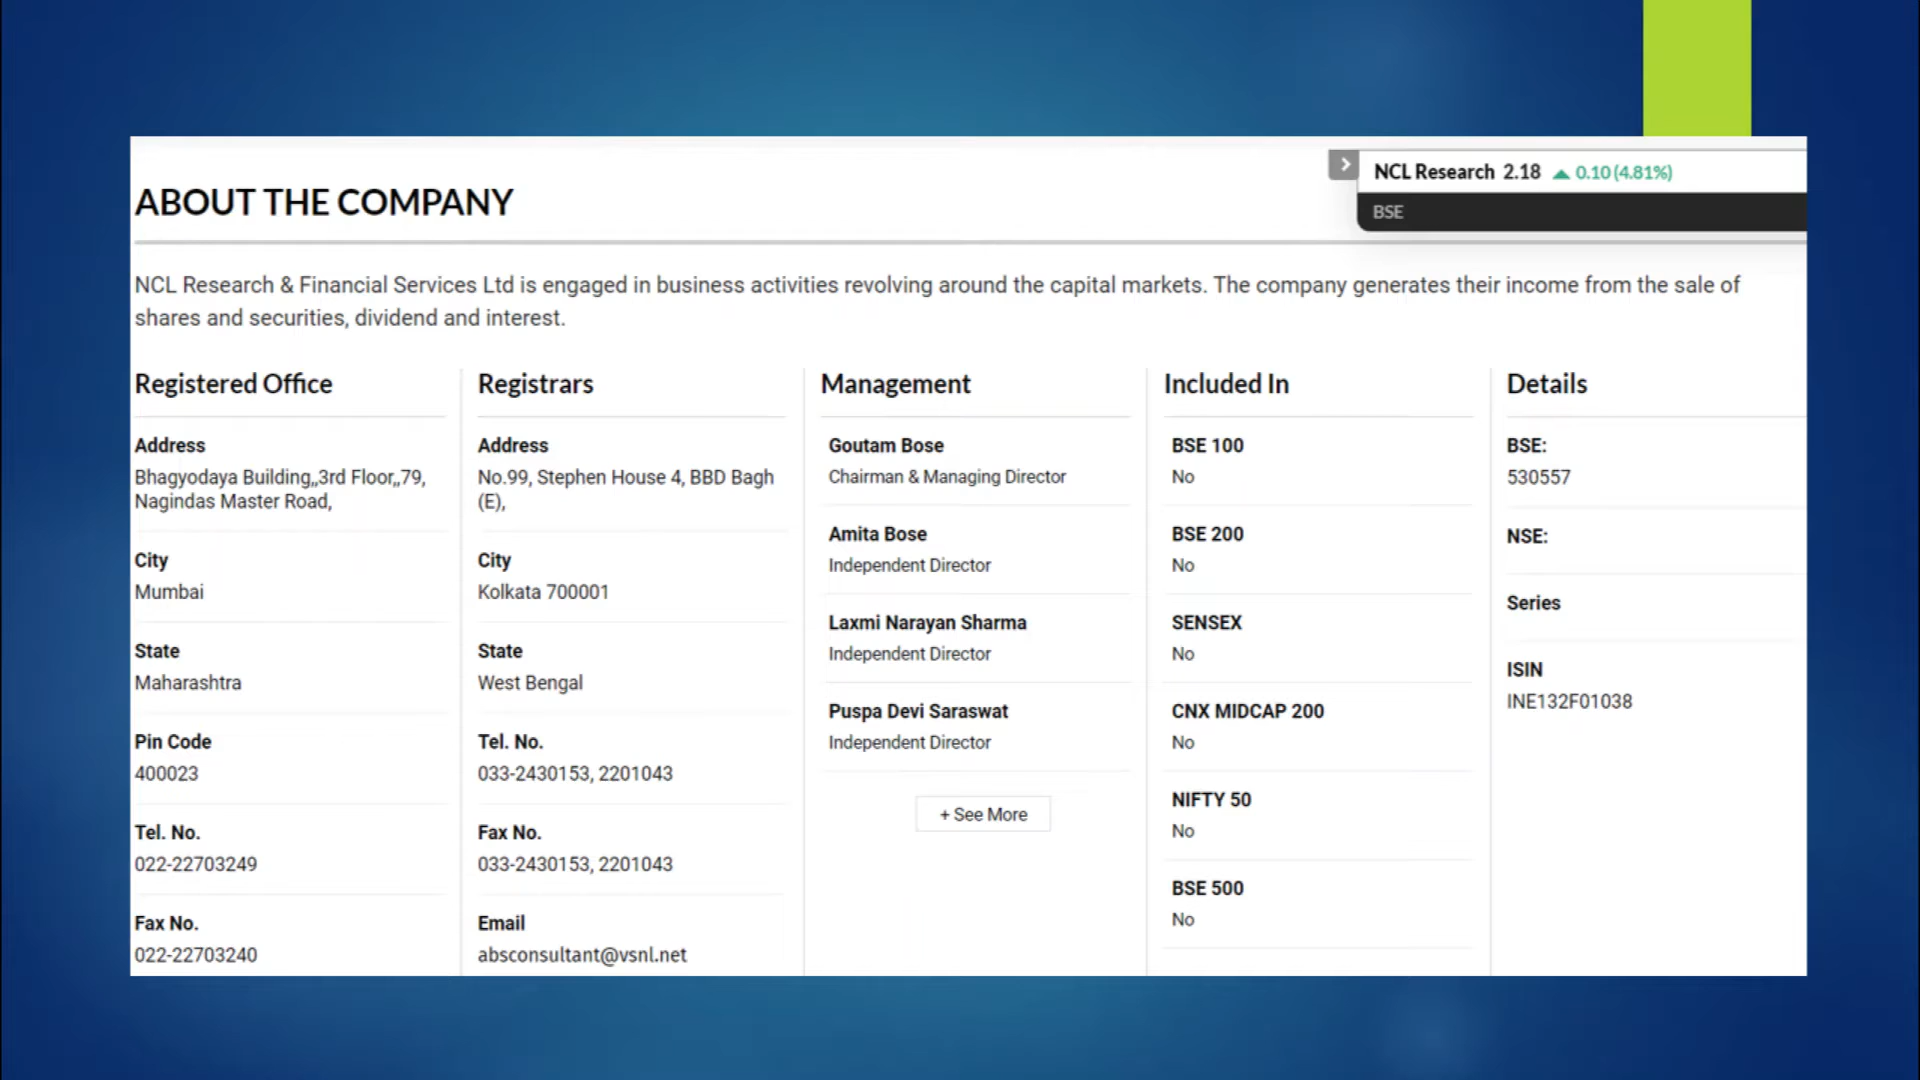 NCL Research 2.18 ▲ 0.10 (4.81%)
BSE
ABOUT THE COMPANY
NCL Research & Financial Services Ltd is engaged in business activities revolving around the capital markets. The company generates their income from the sale of
shares and securities, dividend and interest.
Registered Office
Address
Bhagyodaya Building,,3rd Floor,,79,
Nagindas Master Road,
City
Mumbai
State
Maharashtra
Pin Code
400023
Tel. No.
022-22703249
Fax No.
022-22703240
Registrars
Address
No.99, Stephen House 4, BBD Bagh
(E),
City
Kolkata 700001
State
West Bengal
Tel. No.
033-2430153, 2201043
Fax No.
033-2430153, 2201043
Email
absconsultant@vsnl.net
Management
Goutam Bose
Chairman & Managing Director
Amita Bose
Independent Director
Laxmi Narayan Sharma
Independent Director
Puspa Devi Saraswat
Independent Director
+ See More
Included In
BSE 100
No
BSE 200
No
SENSEX
No
CNX MIDCAP 200
No
NIFTY 50
No
BSE 500
No
Details
BSE:
530557
NSE:
Series
ISIN
INE132F01038